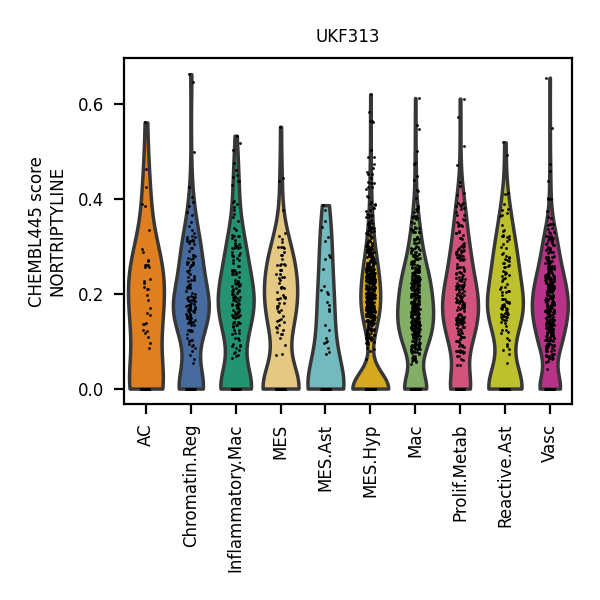 UKF313
CHEMBL445 score
NORTRIPTYLINE
0.6
0.4
0.2
0.0
AC
Chromatin.Reg
Inflammatory.Mac
MES
MES.Ast
MES.Hyp
Mac
Prolif.Metab
Reactive.Ast
Vasc